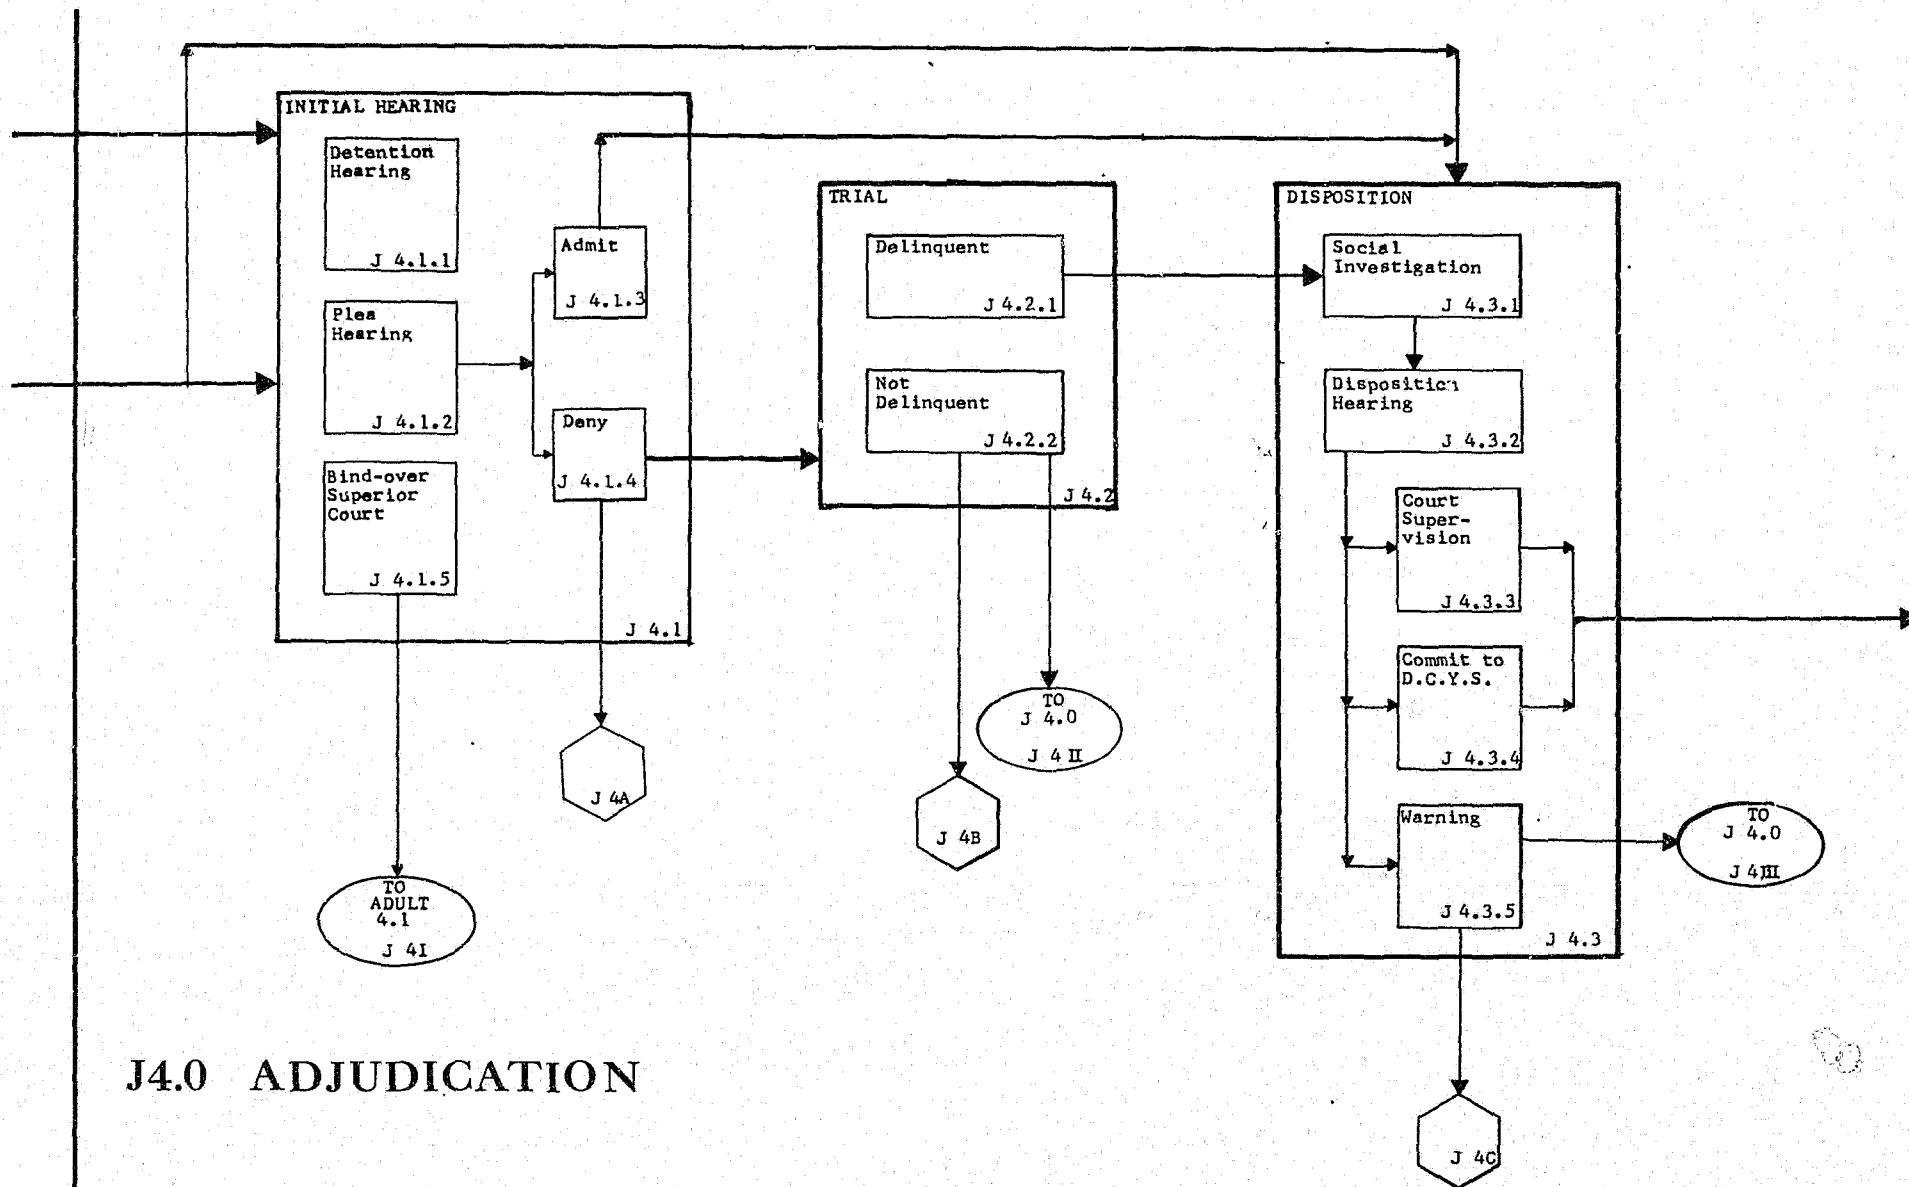 INITIAL HEARING
Detention
Hearing
J 4.1.1
Plea
Hearing
J 4.1.2
Bind-over
Superior
Court
J 4.1.5
Admit
J 4.1.3
Deny
J 4.1.4
J 4.1
TRIAL
Delinquent
J 4.2.1
Not
Delinquent
J 4.2.2
J 4.2
DISPOSITION
Social
Investigation
J 4.3.1
Disposition
Hearing
J 4.3.2
Court
Super-
vision
J 4.3.3
Commit to
D.C.Y.S.
J 4.3.4
Warning
J 4.3.5
J 4.3
TO
ADULT
4.1
J 4I
J 4A
J 4B
TO
J 4.0
J 4 II
TO
J 4.0
J 4III
J 4C
J4.0 ADJUDICATION